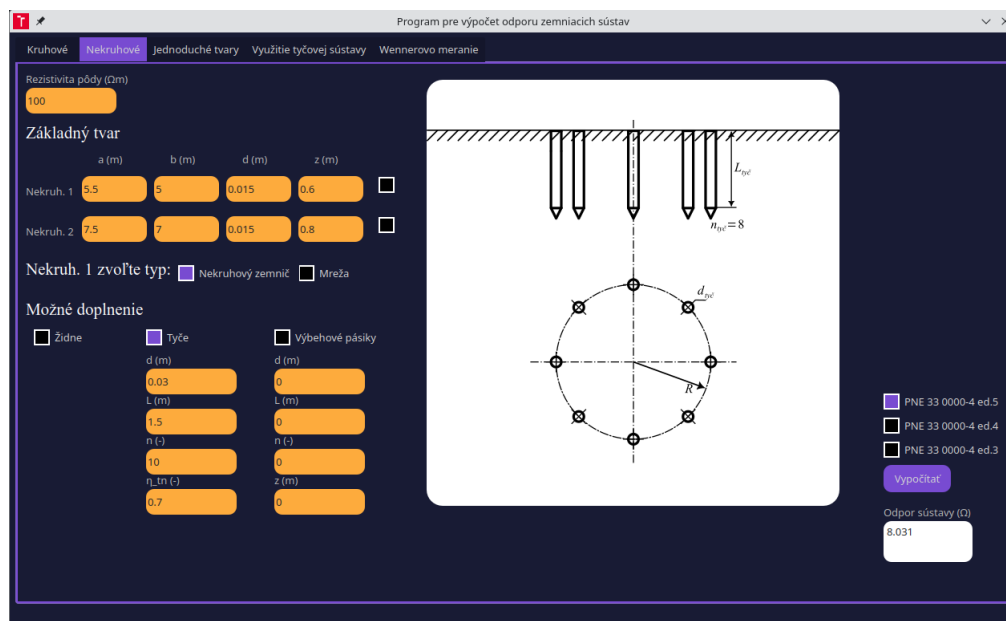 Program pre výpočet odporu zemniacich sústav
Kruhové Nekruhové Jednoduché tvary Využitie tyčovej sústavy Wennerovo meranie
Rezistivita pôdy (Ωm)
100
Základný tvar
a (m) b (m) d (m) z (m)
Nekruh. 1 5.5 5 0.015 0.6
Nekruh. 2 7.5 7 0.015 0.8
Nekruh. 1 zvoľte typ: Nekruhový zemnič Mreža
Možné doplnenie
Židne Tyče Výbehové pásiky
d (m) d (m)
0.03 0
L (m) L (m)
1.5 0
n (-) n (-)
10 0
η_tn (-) z (m)
0.7 0
L_tyč
n_tyč = 8
d_tyč
R
PNE 33 0000-4 ed.5
PNE 33 0000-4 ed.4
PNE 33 0000-4 ed.3
Vypočítať
Odpor sústavy (Ω)
8.031